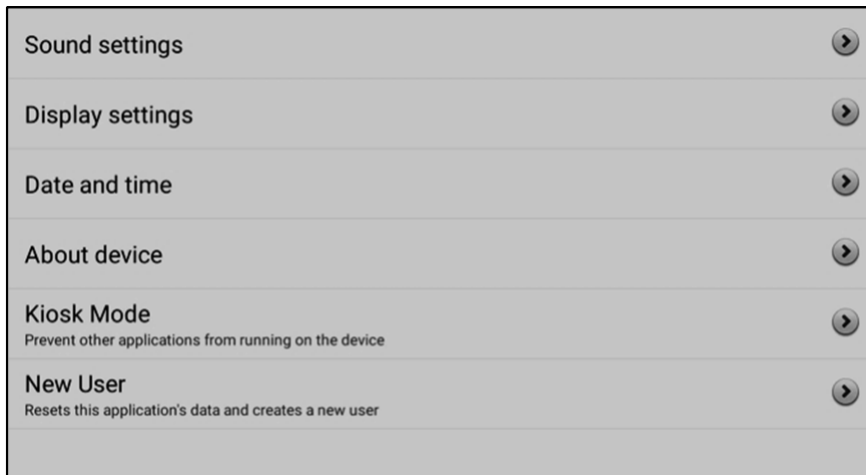 Sound settings
Display settings
Date and time
About device
Kiosk Mode
Prevent other applications from running on the device
New User
Resets this application's data and creates a new user